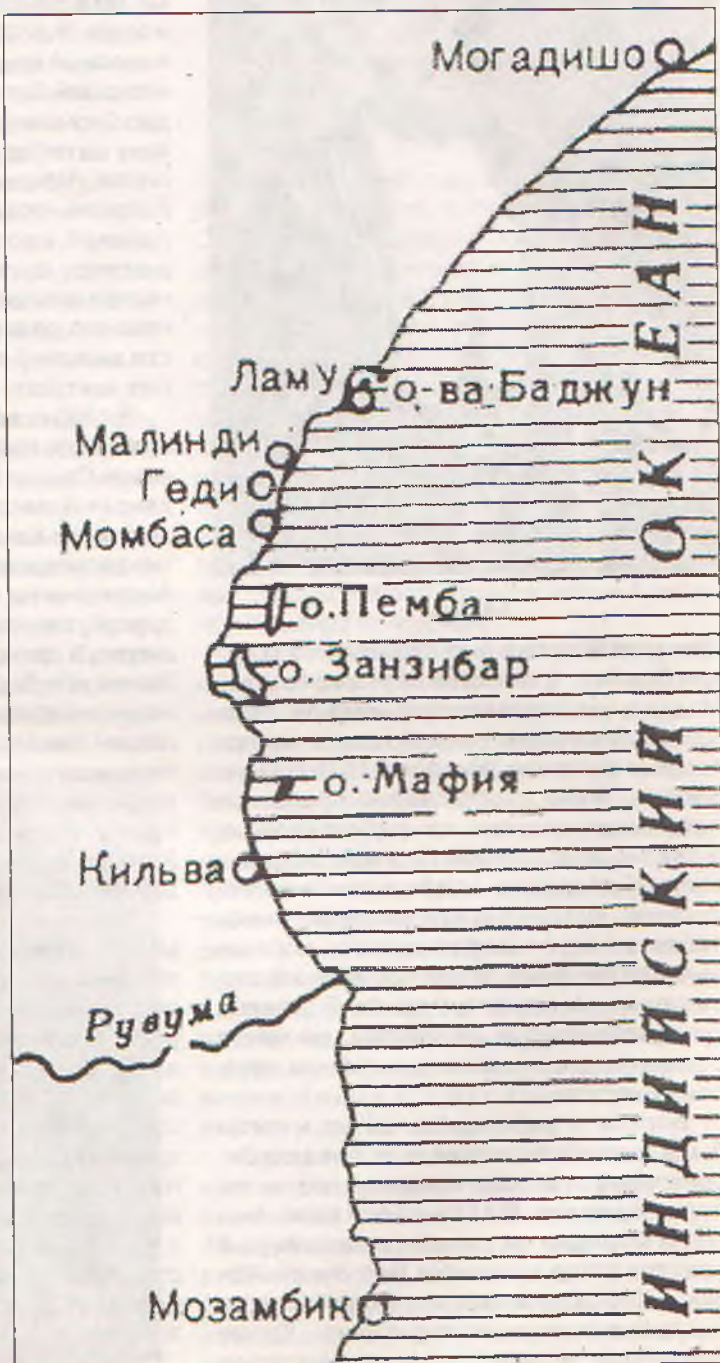 Могадишо
Ламу
о-ва Баджун
Малинди
Геди
Момбаса
о. Пемба
о. Занзибар
о. Мафия
Кильва
Рувума
Мозамбик
ИНДИЙСКИЙ ОКЕАН